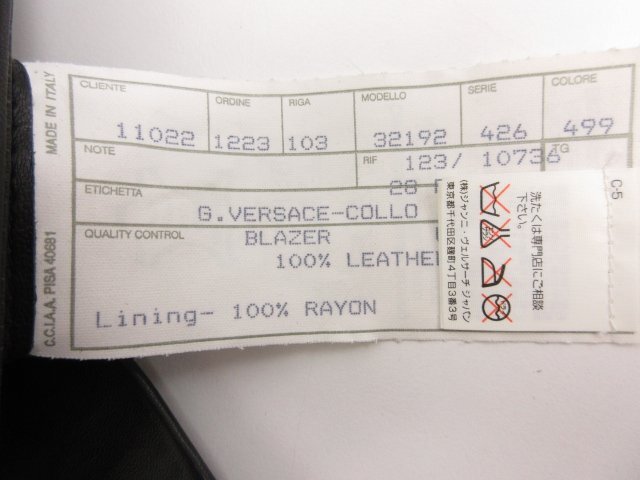 MADE IN ITALY
C.C.I.A.A. PISA 40681
CLIENTE ORDINE RIGA MODELLO SERIE COLORE
11022 1223 103 32192 426 499
NOTE RIF 123/ 10736 TG
28
ETICHETTA
G.VERSACE-COLLO
QUALITY CONTROL BLAZER
100% LEATHER
Lining- 100% RAYON
C-5
洗たくは専門店にご相談
下さい。
(株)ジャンニ・ヴェルサーチ ジャパン
東京都千代田区麹町4丁目3番3号